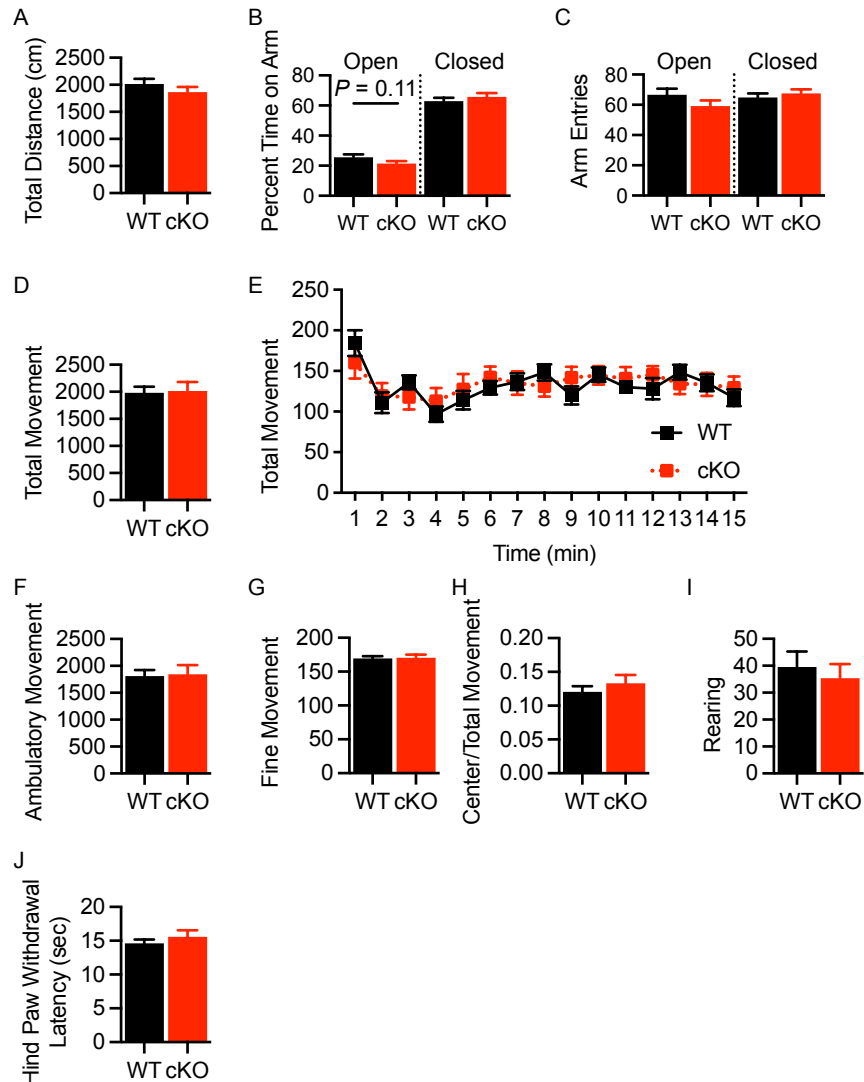 A
Total Distance (cm)
2500
2000
1500
1000
500
0
WT cKO
B
Percent Time on Arm
Open Closed
P = 0.11
80
60
40
20
0
WT cKO WT cKO
C
Arm Entries
Open Closed
80
60
40
20
0
WT cKO WT cKO
D
Total Movement
2500
2000
1500
1000
500
0
WT cKO
E
Total Movement
250
200
150
100
50
0
WT
cKO
1 2 3 4 5 6 7 8 9 10 11 12 13 14 15
Time (min)
F
Ambulatory Movement
2500
2000
1500
1000
500
0
WT cKO
G
Fine Movement
200
150
100
50
0
WT cKO
H
Center/Total Movement
0.20
0.15
0.10
0.05
0.00
WT cKO
I
Rearing
50
40
30
20
10
0
WT cKO
J
Hind Paw Withdrawal
Latency (sec)
20
15
10
5
0
WT cKO